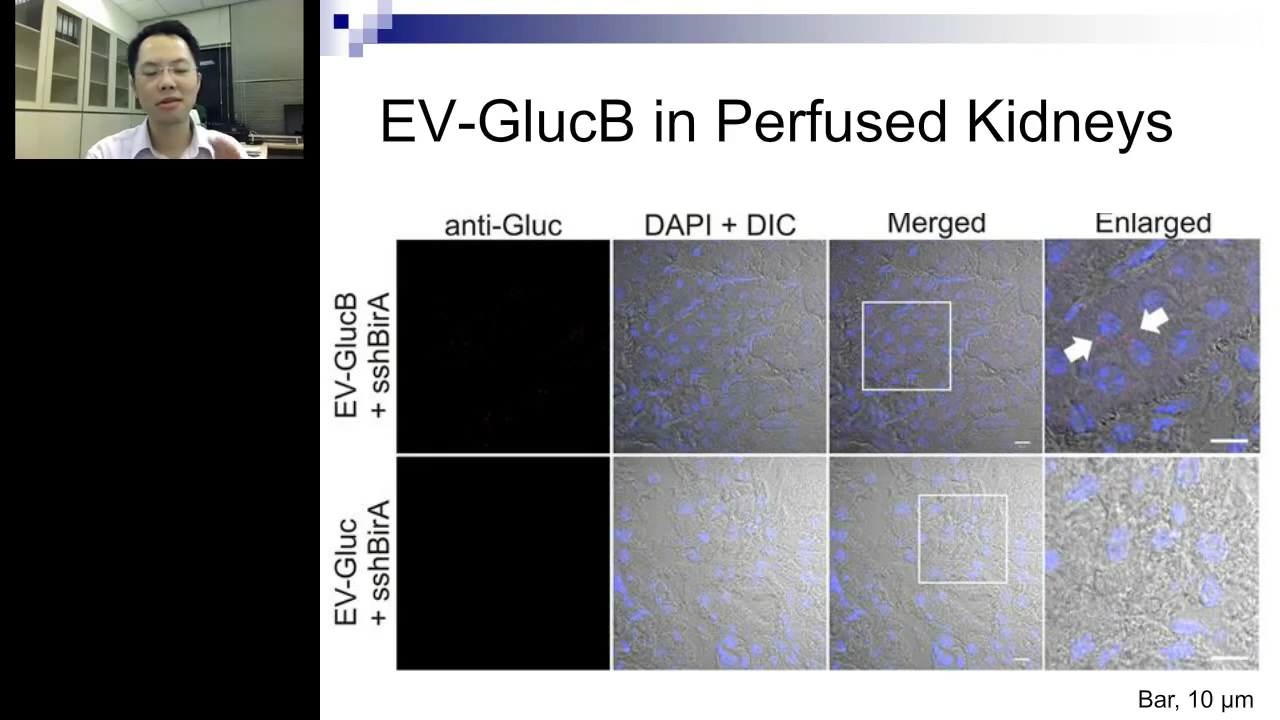 EV-GlucB in Perfused Kidneys
anti-Gluc
DAPI + DIC
Merged
Enlarged
EV-GlucB
+ sshBirA
EV-Gluc
+ sshBirA
Bar, 10 μm